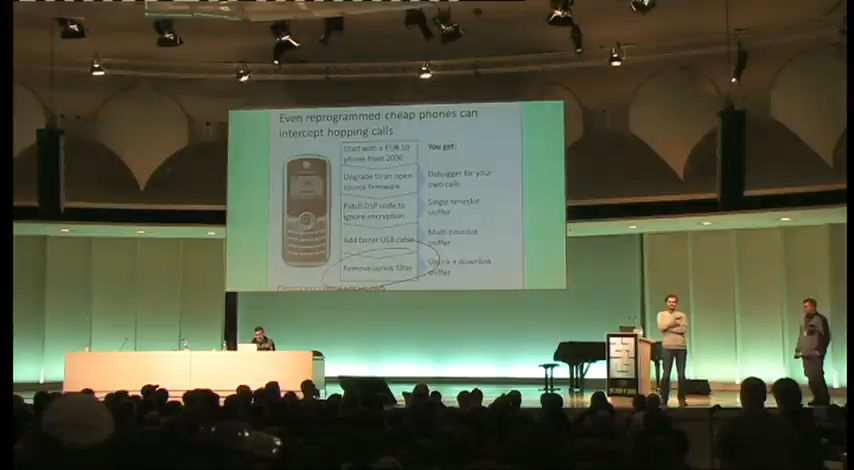 Even reprogrammed cheap phones can
intercept hopping calls
Start with a EUR 10
phone from 2006
You get:
Upgrade to an open
source firmware
Debugger for your
own calls
Patch DSP code to
ignore encryption
Single timeslot
sniffer
Add faster USB cable
Multi timeslot
sniffer
Remove uplink filter
Uplink + downlink
sniffer